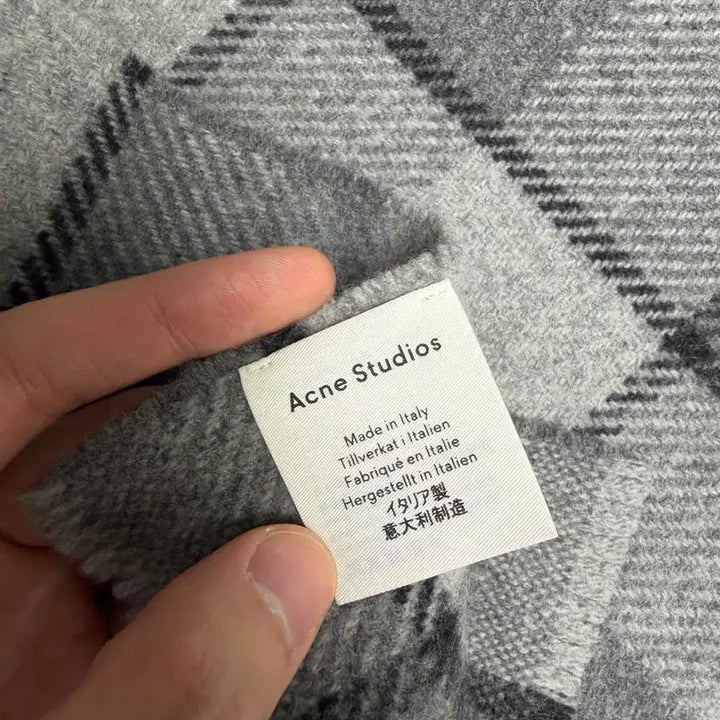 Acne Studios
Made in Italy
Tillverkat i Italien
Fabriqué en Italie
Hergestellt in Italien
イタリア製
意大利制造